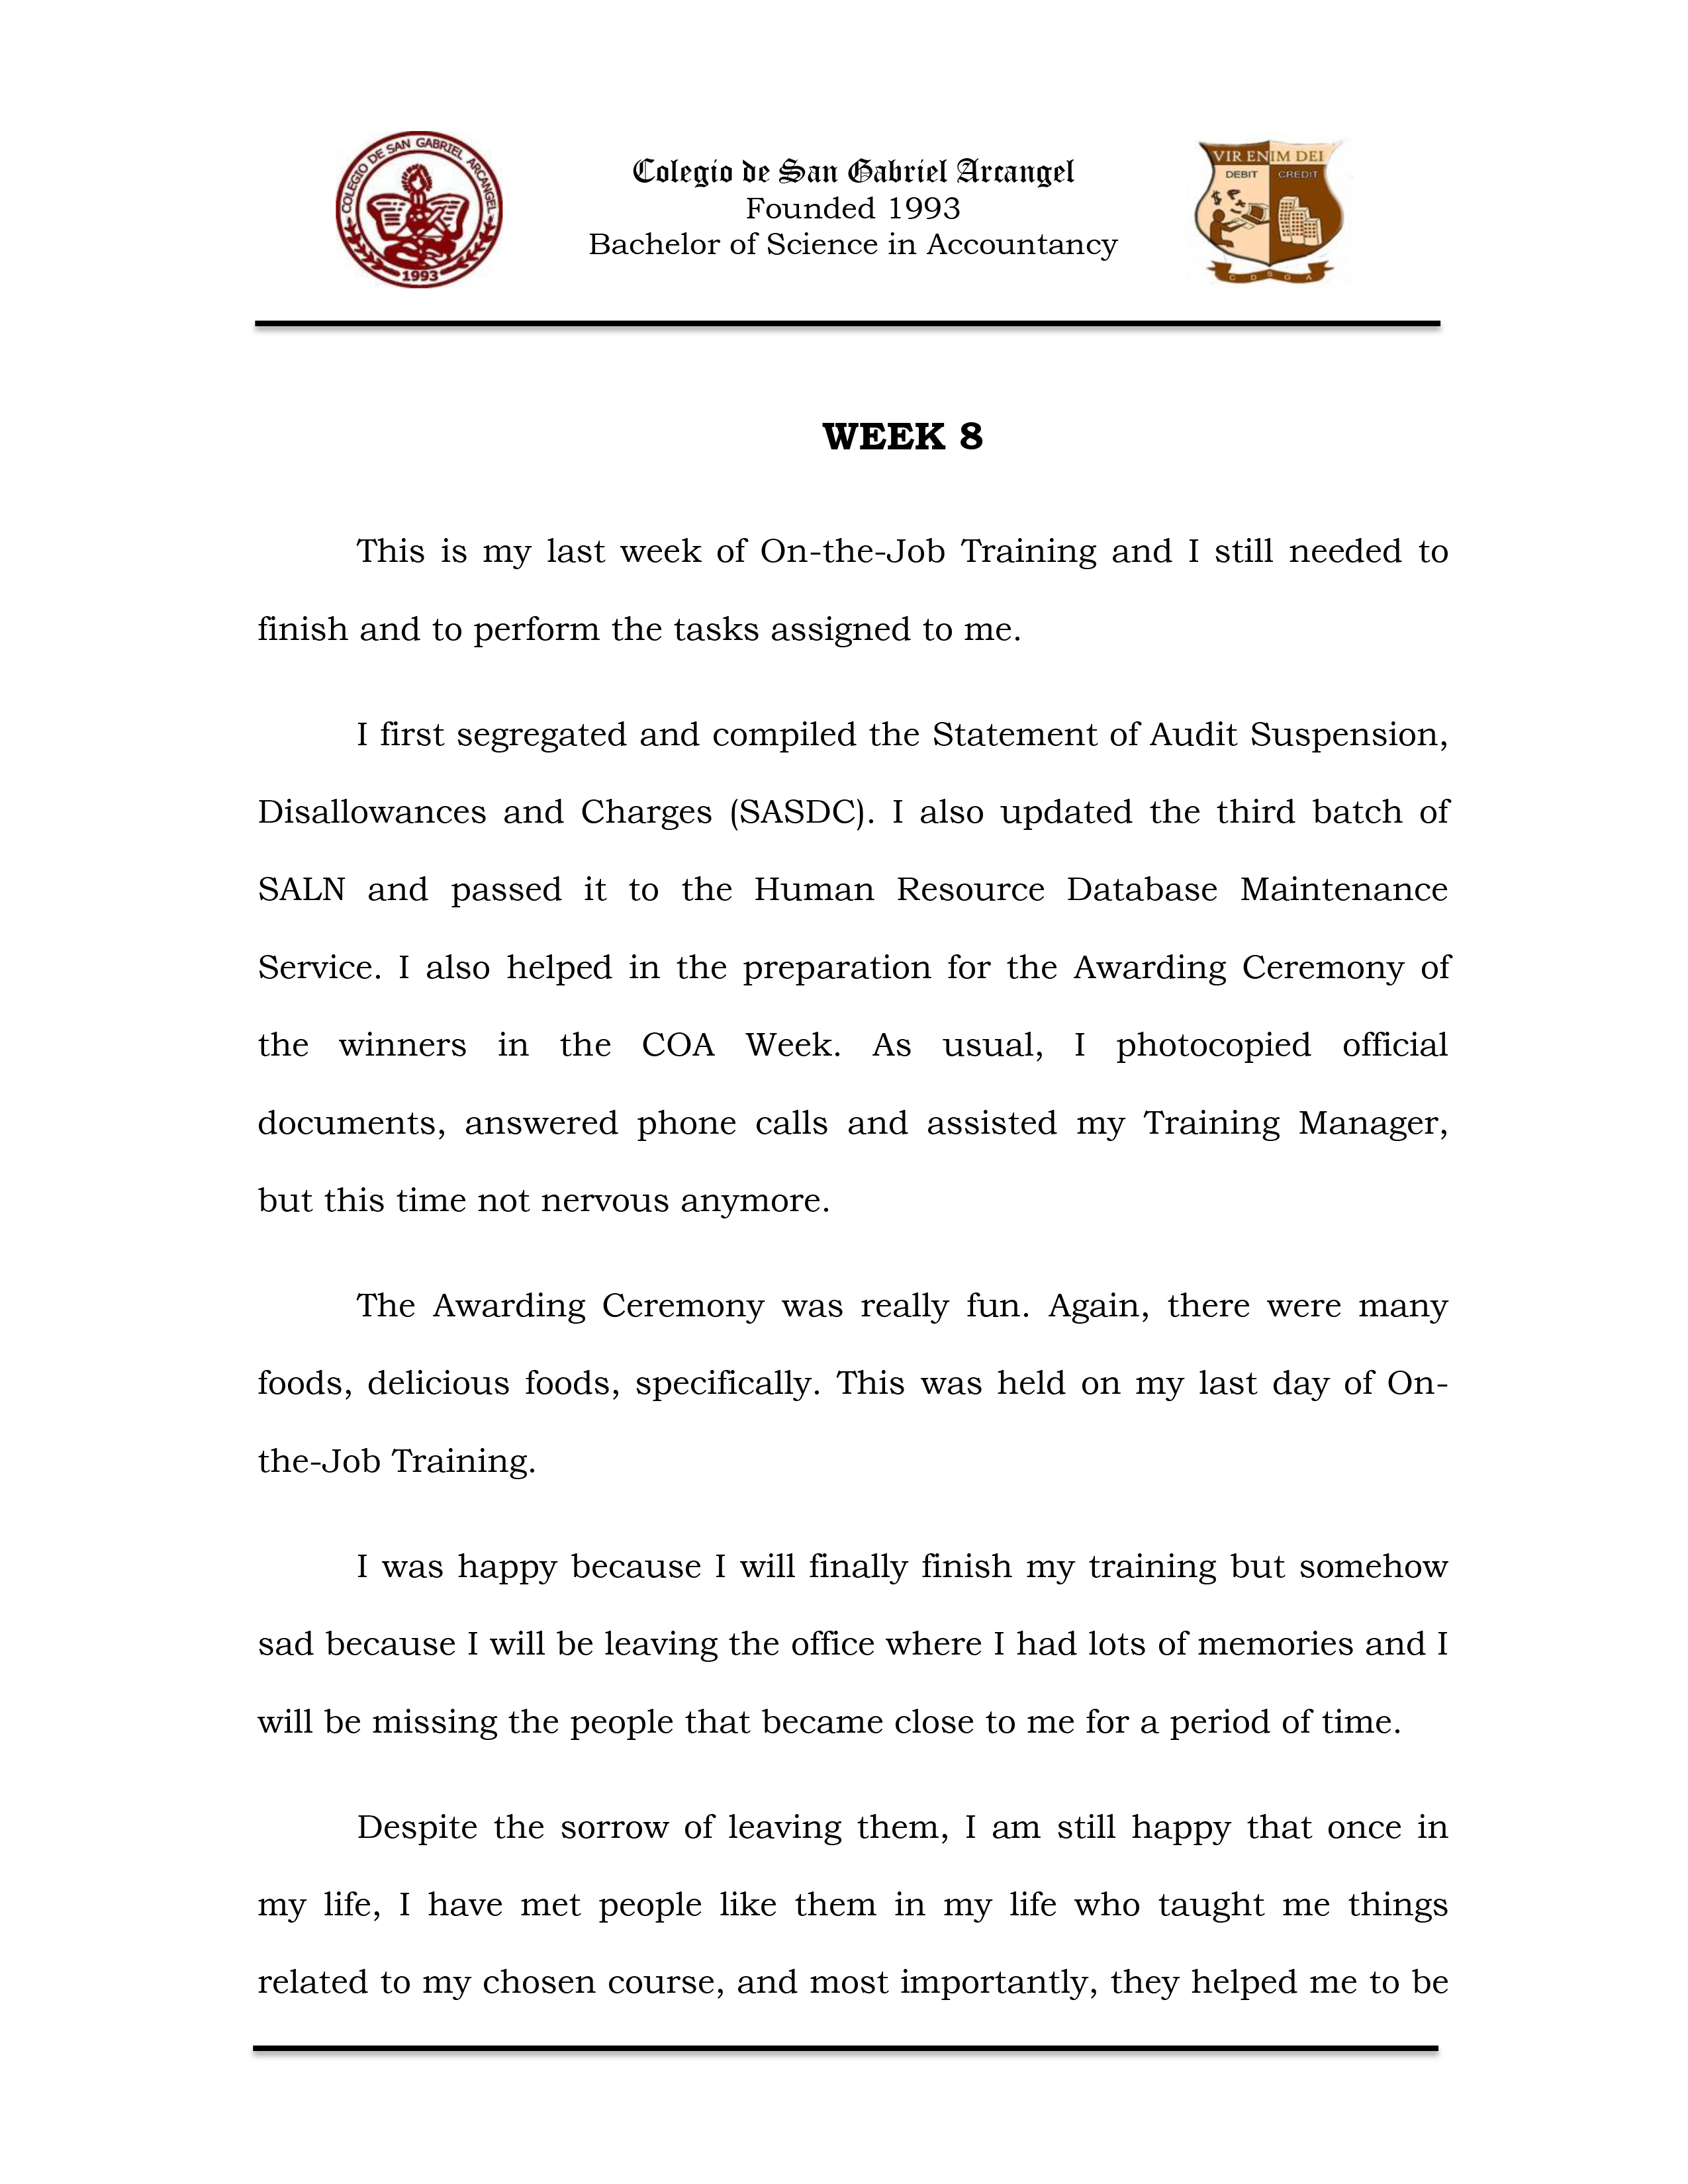 COLEGIO DE SAN GABRIEL ARCANGEL
1993
Colegio de San Gabriel Arcangel
Founded 1993
Bachelor of Science in Accountancy
VIR ENIM DEI
DEBIT CREDIT
C D S G A
WEEK 8
This is my last week of On-the-Job Training and I still needed to
finish and to perform the tasks assigned to me.
I first segregated and compiled the Statement of Audit Suspension,
Disallowances and Charges (SASDC). I also updated the third batch of
SALN and passed it to the Human Resource Database Maintenance
Service. I also helped in the preparation for the Awarding Ceremony of
the winners in the COA Week. As usual, I photocopied official
documents, answered phone calls and assisted my Training Manager,
but this time not nervous anymore.
The Awarding Ceremony was really fun. Again, there were many
foods, delicious foods, specifically. This was held on my last day of On-
the-Job Training.
I was happy because I will finally finish my training but somehow
sad because I will be leaving the office where I had lots of memories and I
will be missing the people that became close to me for a period of time.
Despite the sorrow of leaving them, I am still happy that once in
my life, I have met people like them in my life who taught me things
related to my chosen course, and most importantly, they helped me to be